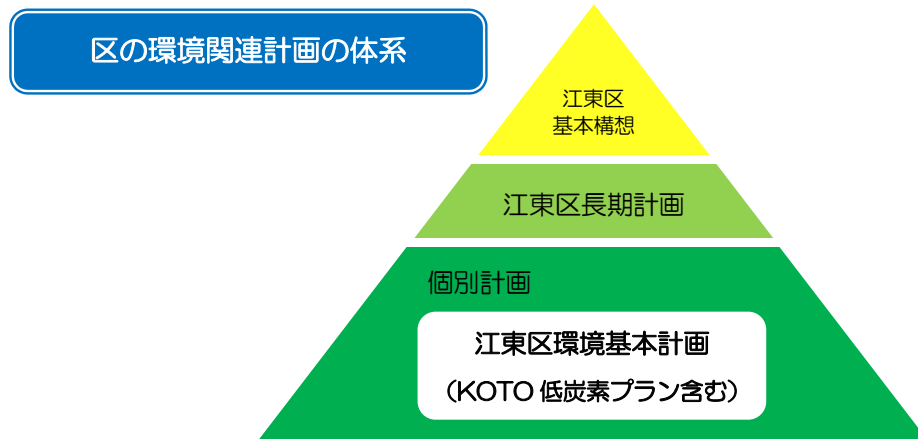 区の環境関連計画の体系
江東区
基本構想
江東区長期計画
個別計画
江東区環境基本計画
（KOTO 低炭素プラン含む）